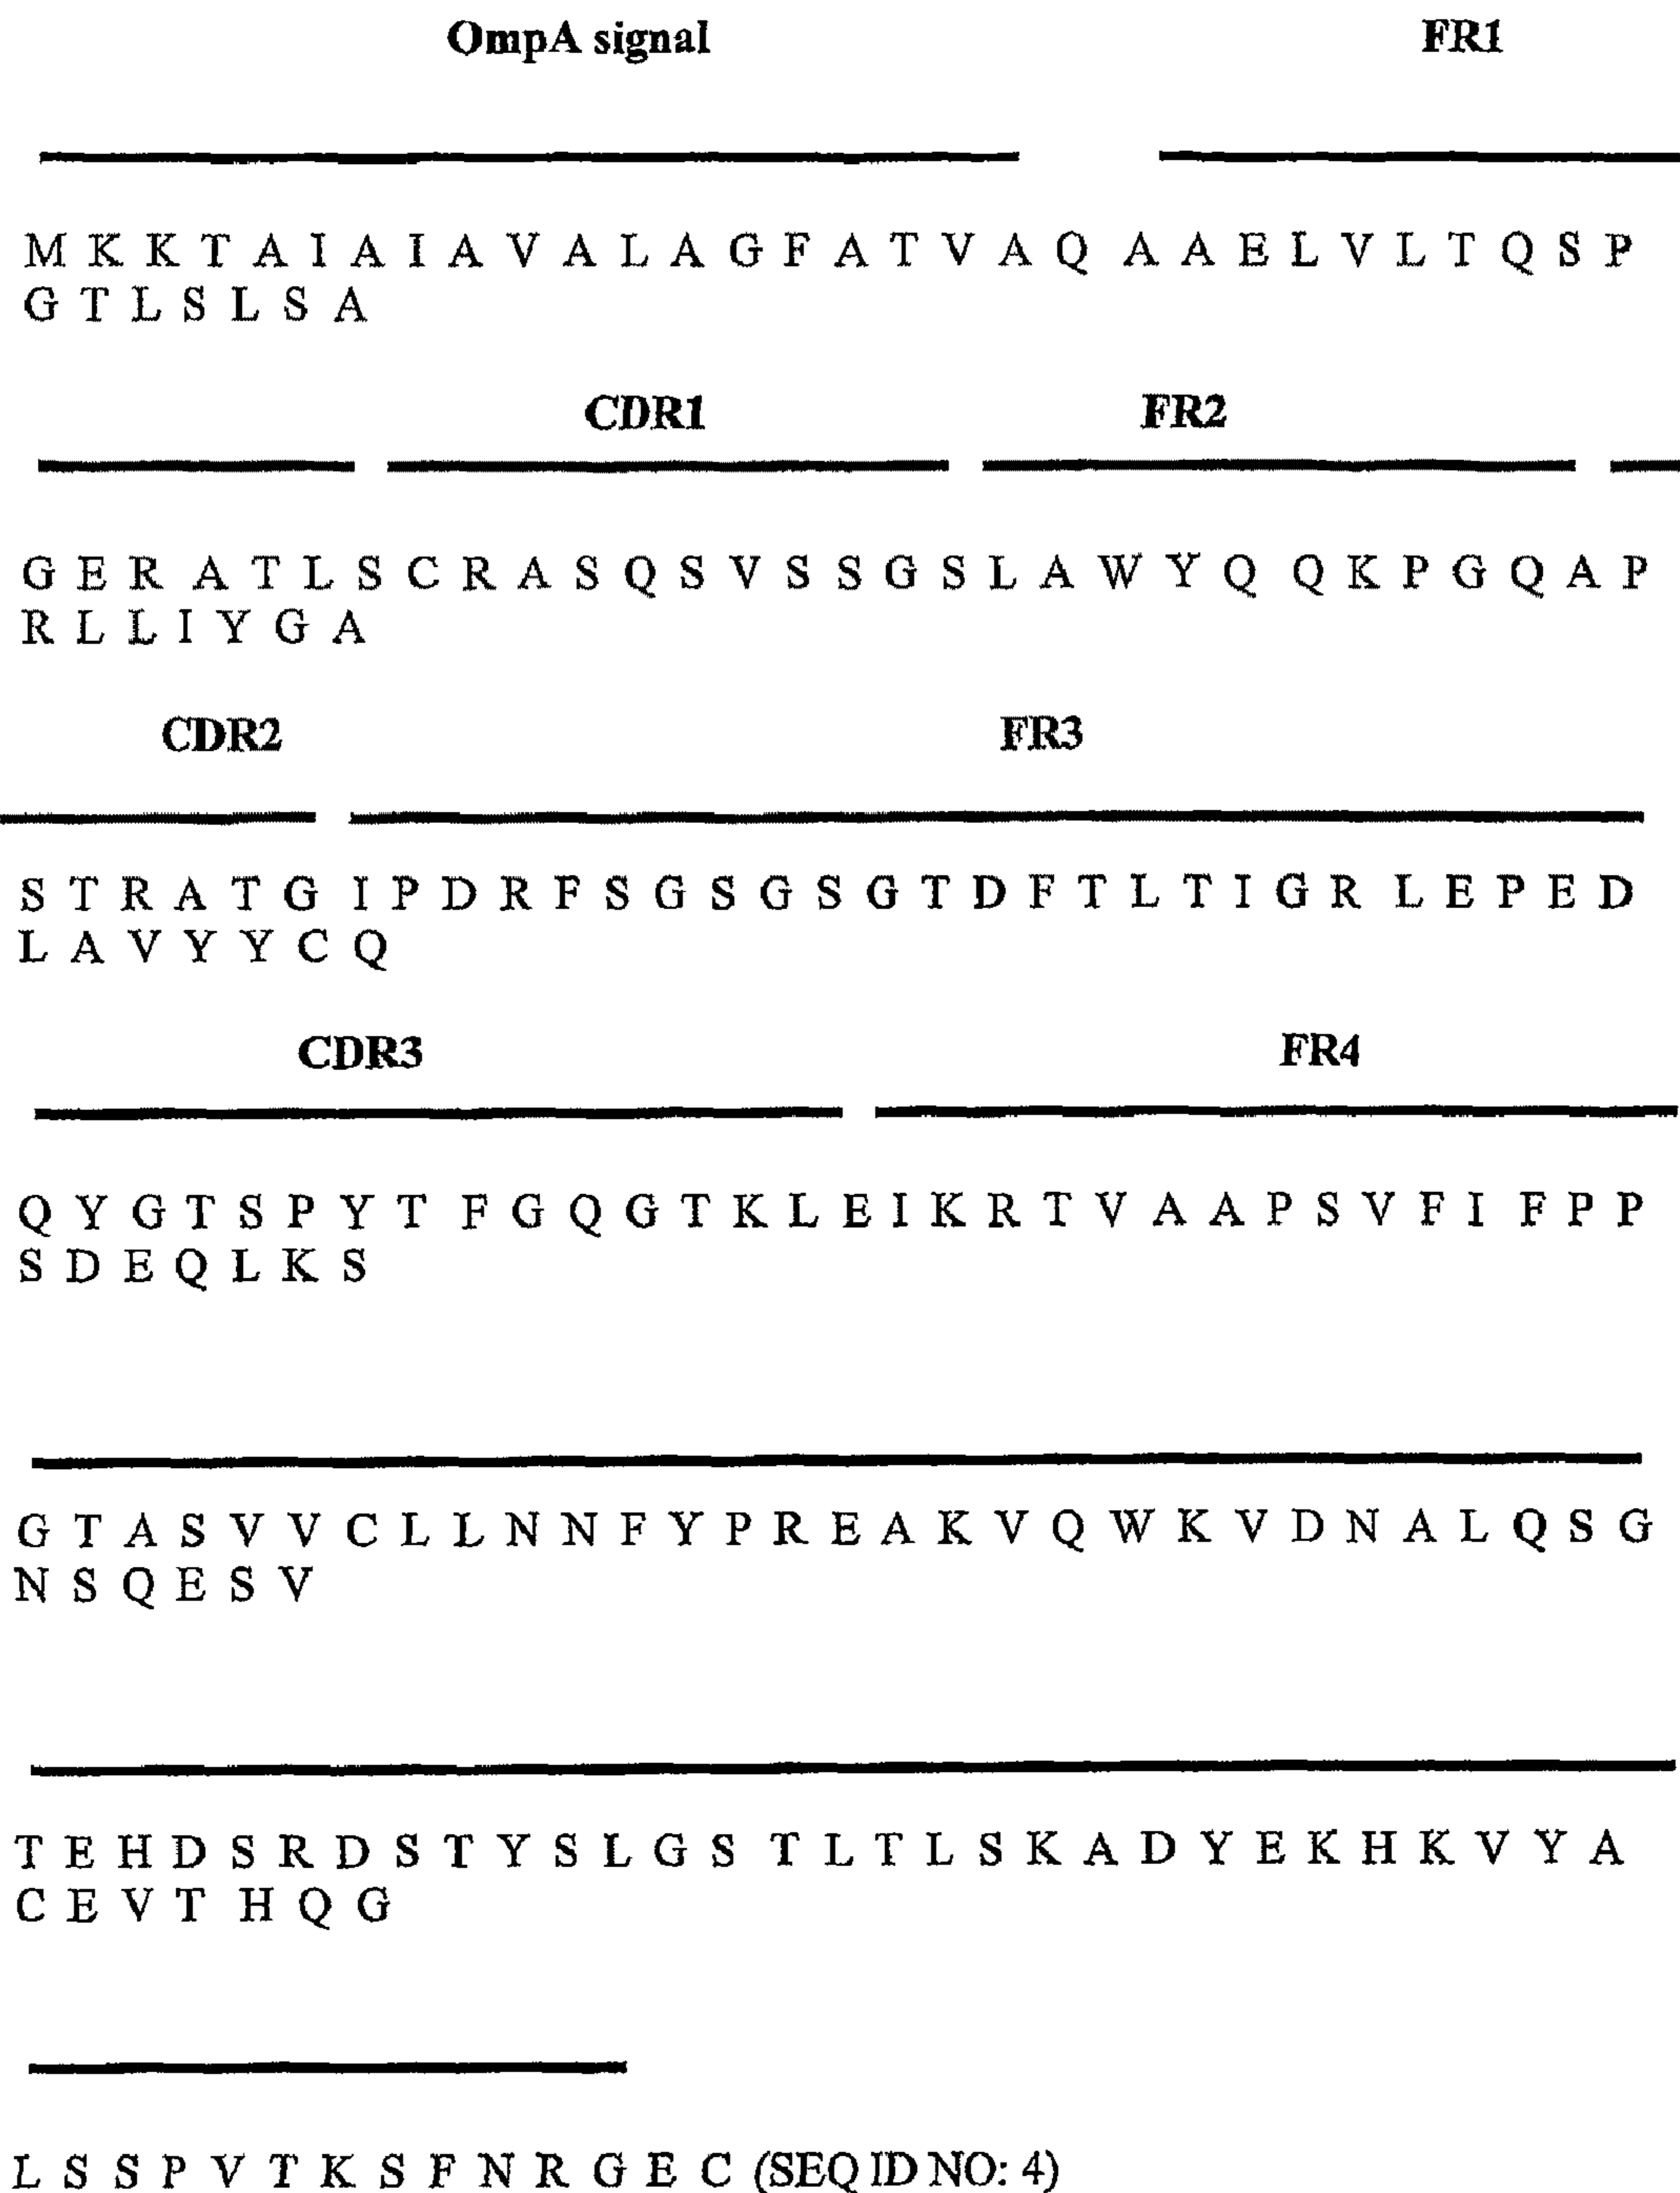 OmpA signal FR1
M K K T A I A I A V A L A G F A T V A Q A A E L V L T Q S P
G T L S L S A
CDR1 FR2
G E R A T L S C R A S Q S V S S G S L A W Y Q Q K P G Q A P
R L L I Y G A
CDR2 FR3
S T R A T G I P D R F S G S G S G T D F T L T I G R L E P E D
L A V Y Y C Q
CDR3 FR4
Q Y G T S P Y T F G Q G T K L E I K R T V A A P S V F I F P P
S D E Q L K S
G T A S V V C L L N N F Y P R E A K V Q W K V D N A L Q S G
N S Q E S V
T E H D S R D S T Y S L G S T L T L S K A D Y E K H K V Y A
C E V T H Q G
L S S P V T K S F N R G E C (SEQ ID NO: 4)